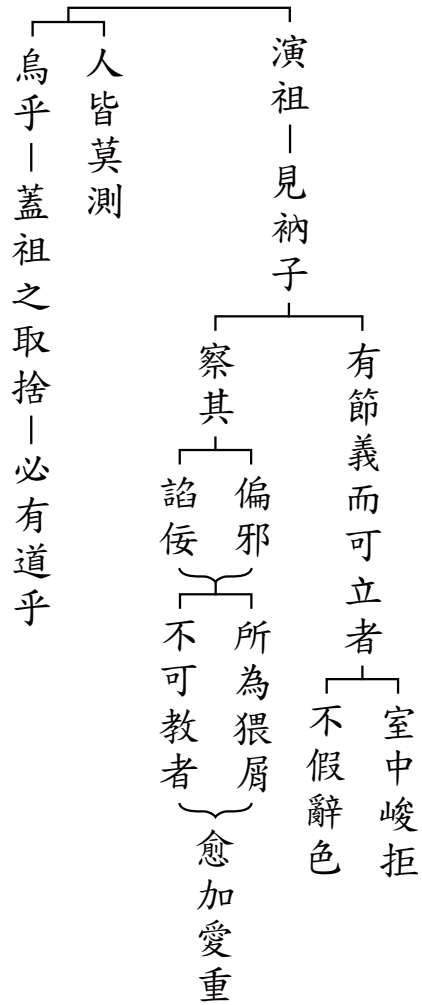 演祖—見衲子
有節義而可立者
室中峻拒
不假辭色
察其
偏邪
諂佞
所為猥屑
不可教者
愈加愛重
人皆莫測
烏乎—蓋祖之取捨—必有道乎